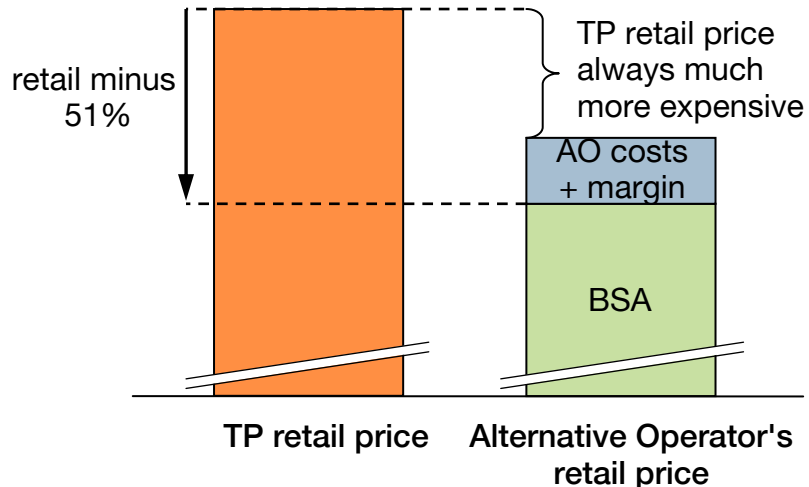 retail minus
51%
TP retail price
always much
more expensive
AO costs
+ margin
BSA
TP retail price
Alternative Operator's
retail price